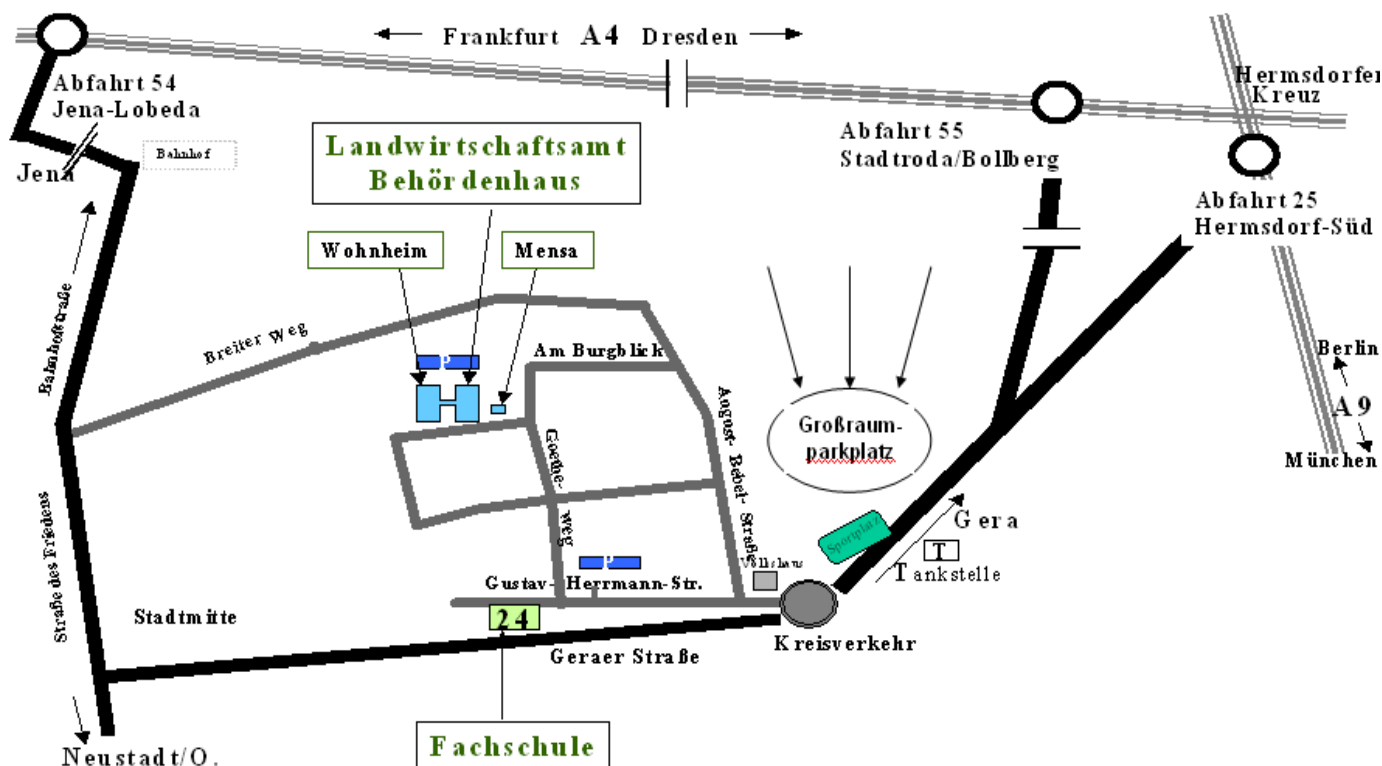 Frankfurt A4 Dresden
Abfahrt 54
Jena-Lobeda
Hermsdorfer
Kreuz
Abfahrt 55
Stadtroda/Bollberg
Bahnhof
Jena
Landwirtschaftsamt
Behördenhaus
Abfahrt 25
Hermsdorf-Süd
Wohnheim
Mensa
Bahnhofstraße
Breiter Weg
P
Am Burgblick
Berlin
A9
München
August-Bebel-Straße
Großraum-
parkplatz
Goethe-
weg
Sportplatz
Gera
T
Tankstelle
Straße des Friedens
P
Volkshaus
Gustav-Herrmann-Str.
Stadtmitte
24
Kreisverkehr
Geraer Straße
Fachschule
Neustadt/O.